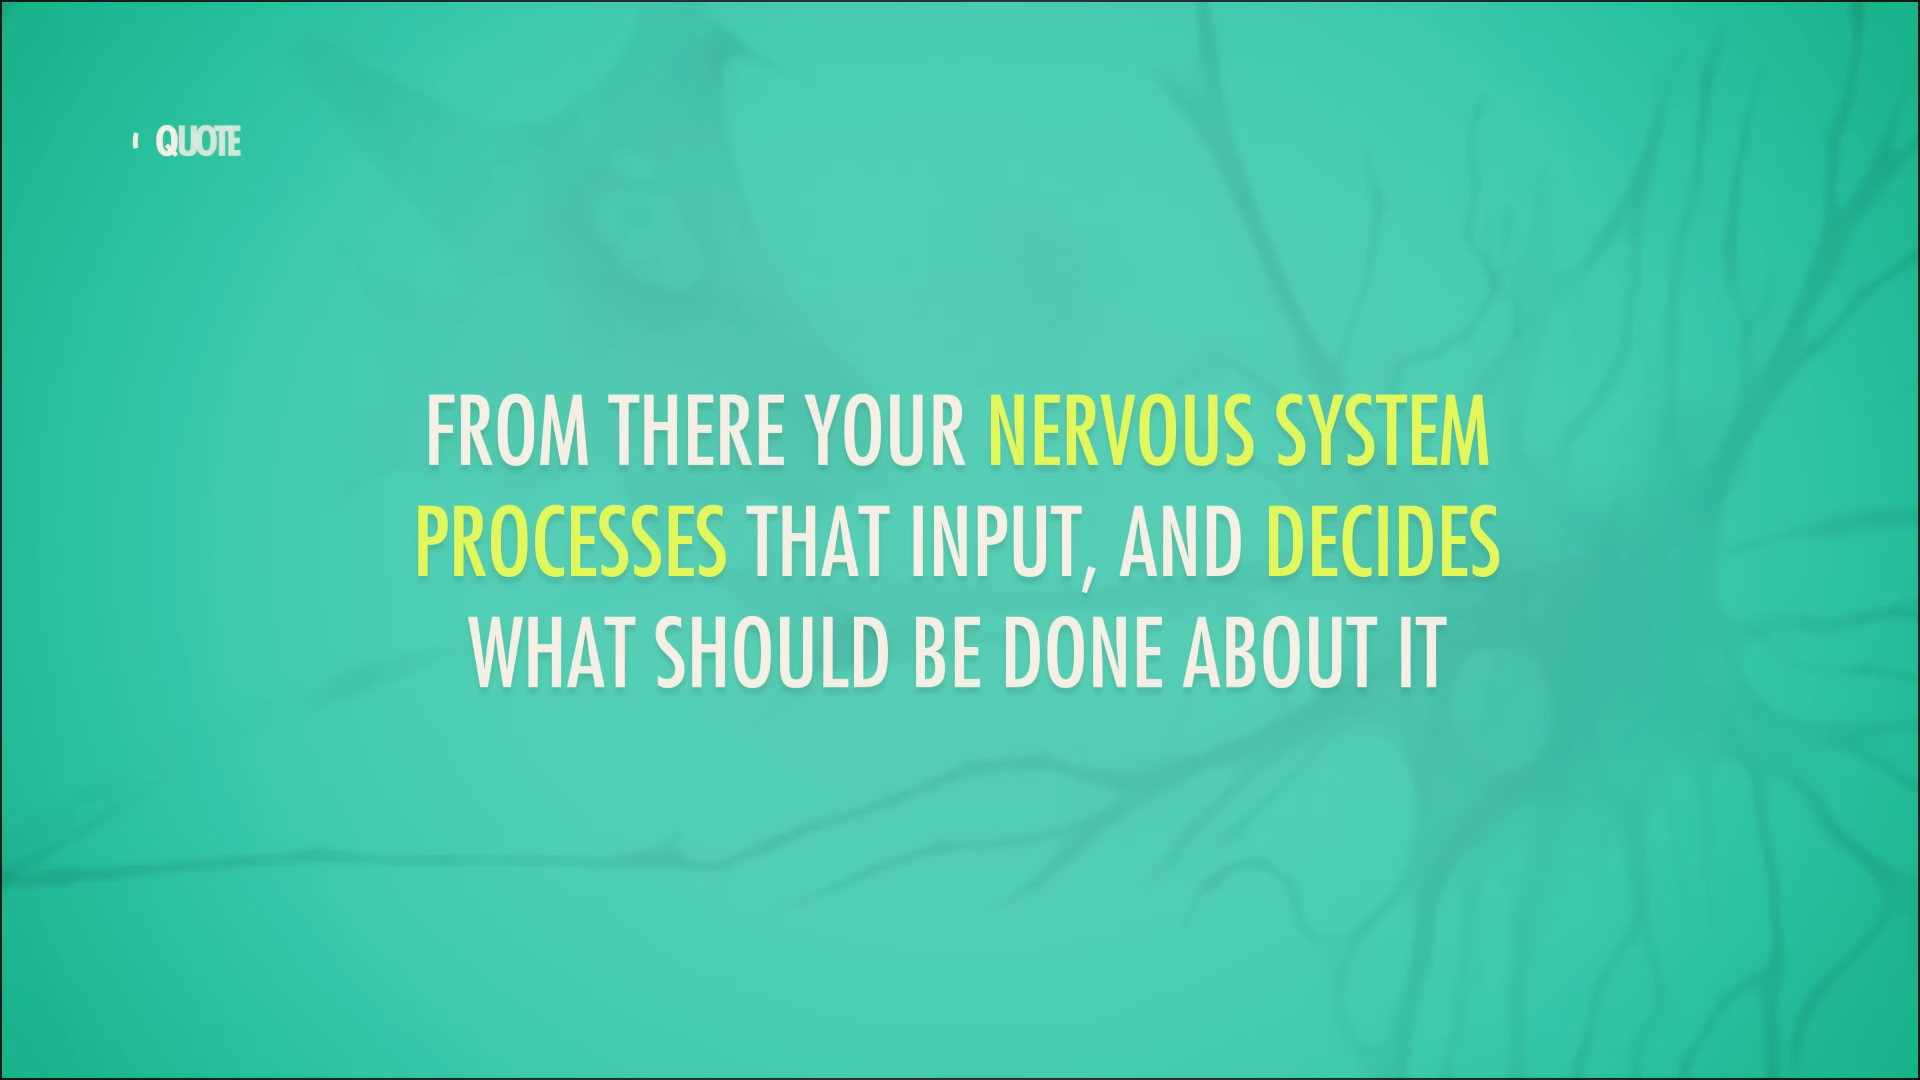 QUOTE
FROM THERE YOUR NERVOUS SYSTEM
PROCESSES THAT INPUT, AND DECIDES
WHAT SHOULD BE DONE ABOUT IT